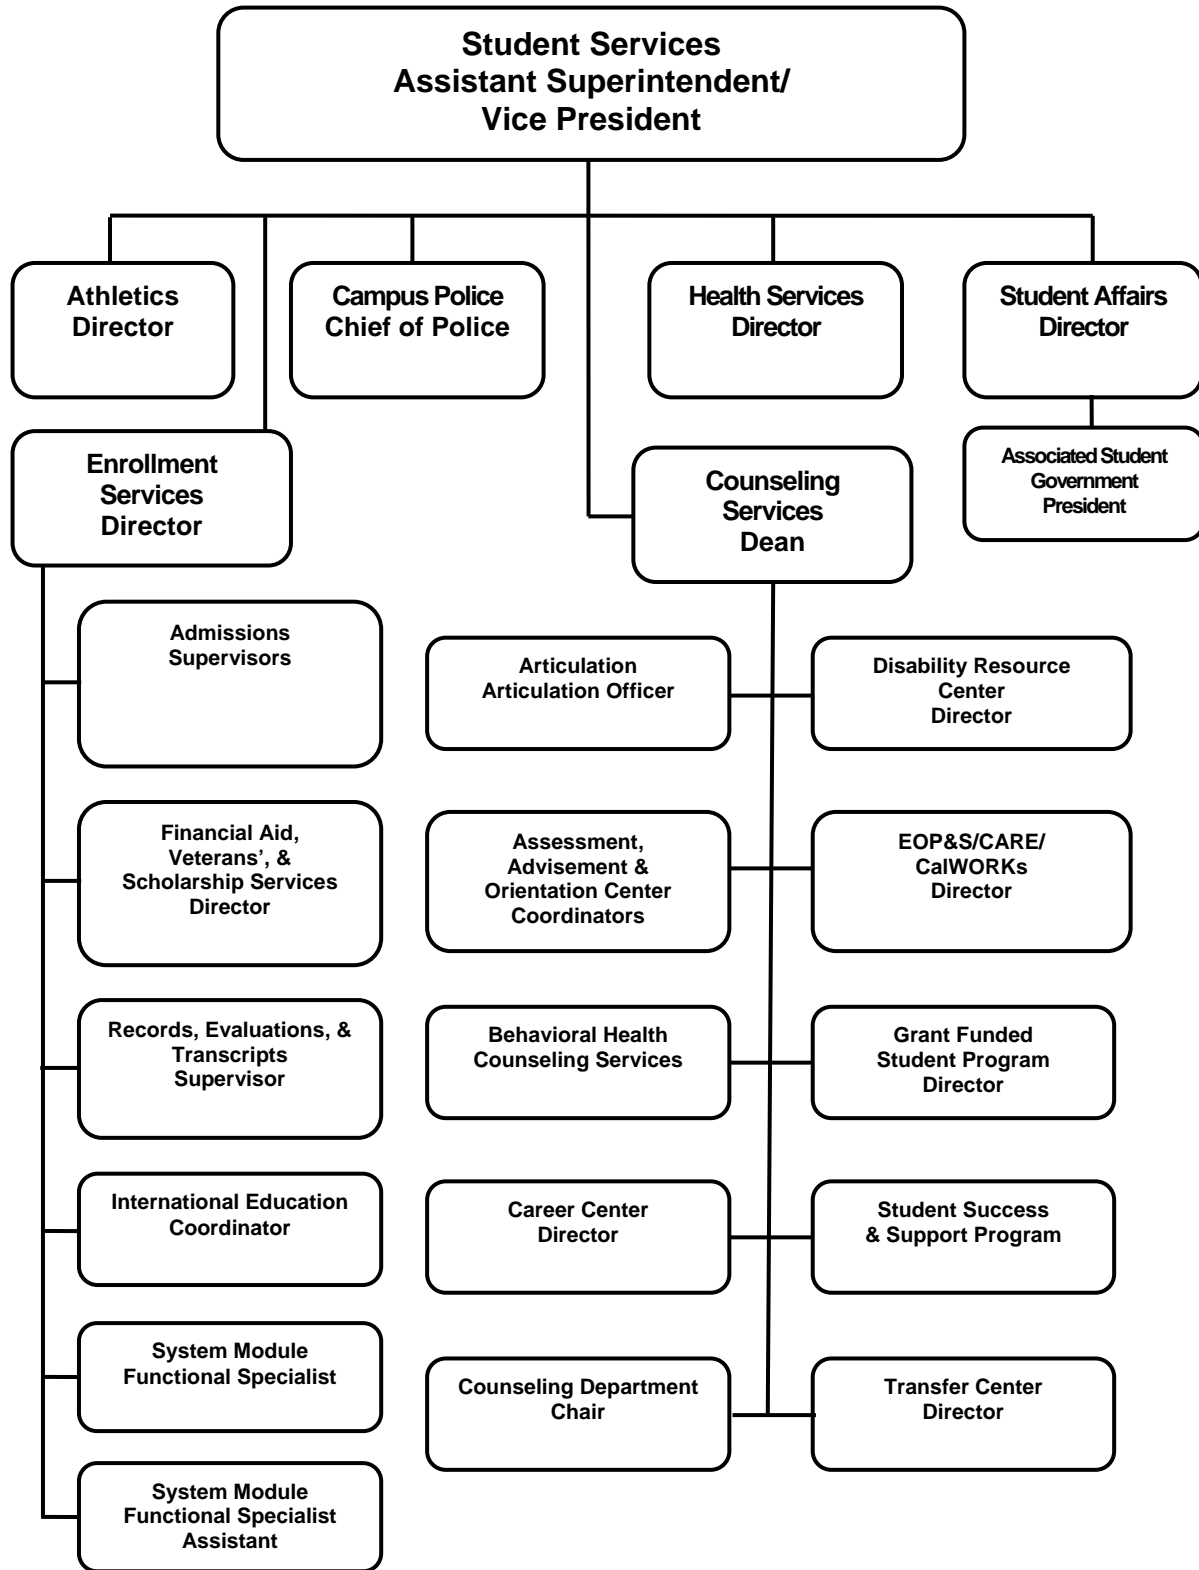 Student Services
Assistant Superintendent/
Vice President
Athletics
Director
Campus Police
Chief of Police
Health Services
Director
Student Affairs
Director
Enrollment
Services
Director
Counseling
Services
Dean
Associated Student
Government
President
Admissions
Supervisors
Financial Aid,
Veterans’, &
Scholarship Services
Director
Records, Evaluations, &
Transcripts
Supervisor
International Education
Coordinator
System Module
Functional Specialist
System Module
Functional Specialist
Assistant
Articulation
Articulation Officer
Disability Resource
Center
Director
Assessment,
Advisement &
Orientation Center
Coordinators
EOP&S/CARE/
CalWORKs
Director
Behavioral Health
Counseling Services
Grant Funded
Student Program
Director
Career Center
Director
Student Success
& Support Program
Counseling Department
Chair
Transfer Center
Director